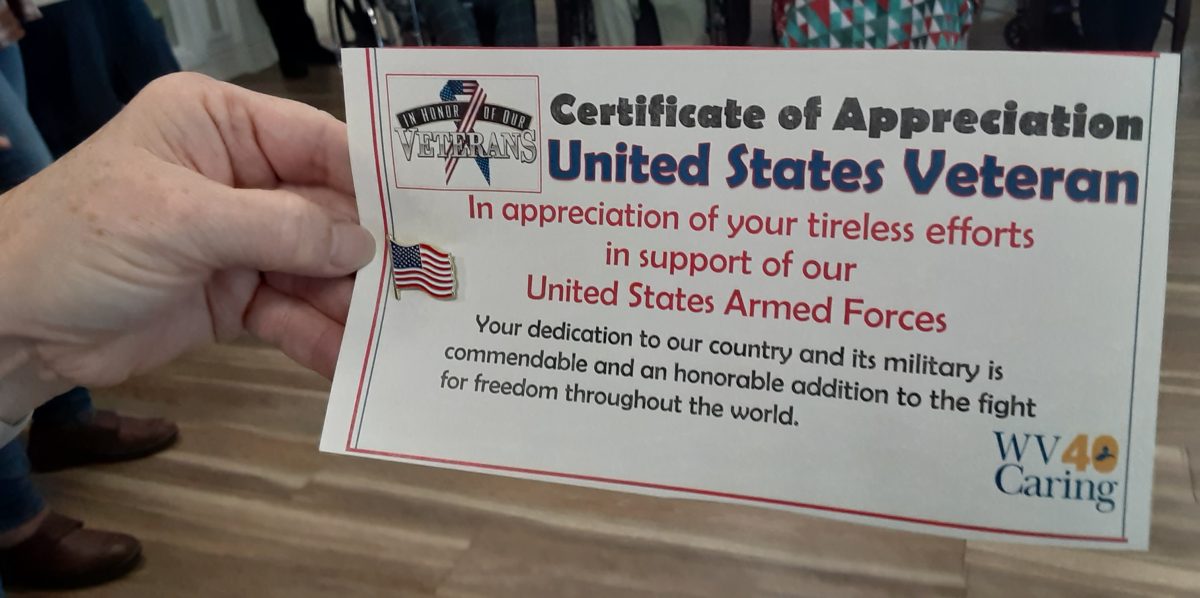 IN HONOR OF OUR
VETERANS
Certificate of Appreciation
United States Veteran
In appreciation of your tireless efforts
in support of our
United States Armed Forces
Your dedication to our country and its military is
commendable and an honorable addition to the fight
for freedom throughout the world.
WV 40
Caring